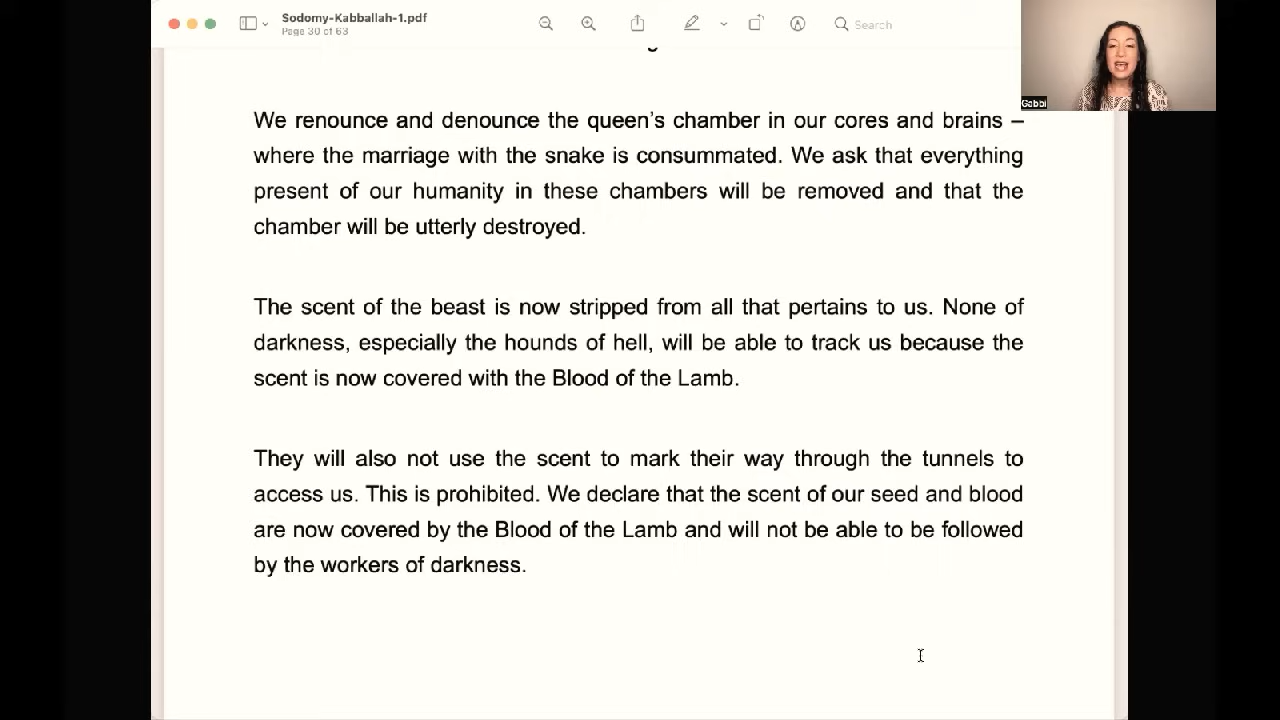 Sodomy-Kabballah-1.pdf
Page 30 of 63
Search
Gabbi
We renounce and denounce the queen's chamber in our cores and brains –
where the marriage with the snake is consummated. We ask that everything
present of our humanity in these chambers will be removed and that the
chamber will be utterly destroyed.
The scent of the beast is now stripped from all that pertains to us. None of
darkness, especially the hounds of hell, will be able to track us because the
scent is now covered with the Blood of the Lamb.
They will also not use the scent to mark their way through the tunnels to
access us. This is prohibited. We declare that the scent of our seed and blood
are now covered by the Blood of the Lamb and will not be able to be followed
by the workers of darkness.